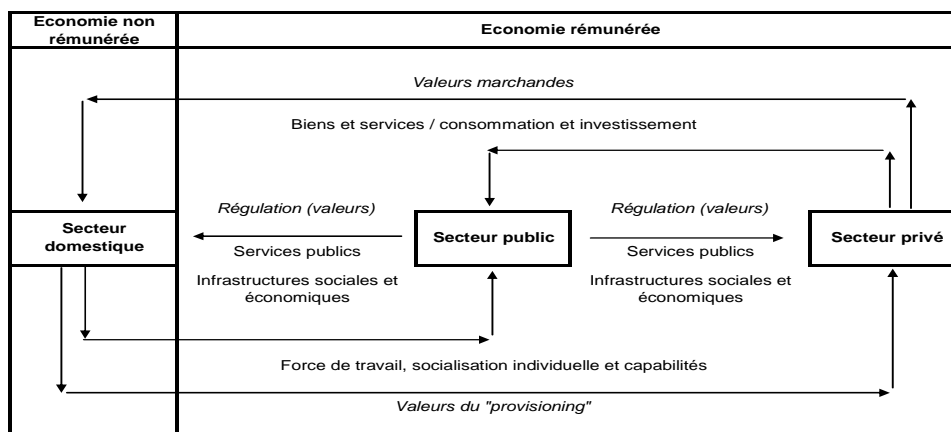 Economie non
rémunérée
Economie rémunérée
Valeurs marchandes
Biens et services / consommation et investissement
Régulation (valeurs)
Régulation (valeurs)
Secteur
domestique
Secteur public
Secteur privé
Services publics
Services publics
Infrastructures sociales et
économiques
Infrastructures sociales et
économiques
Force de travail, socialisation individuelle et capabilités
Valeurs du "provisioning"